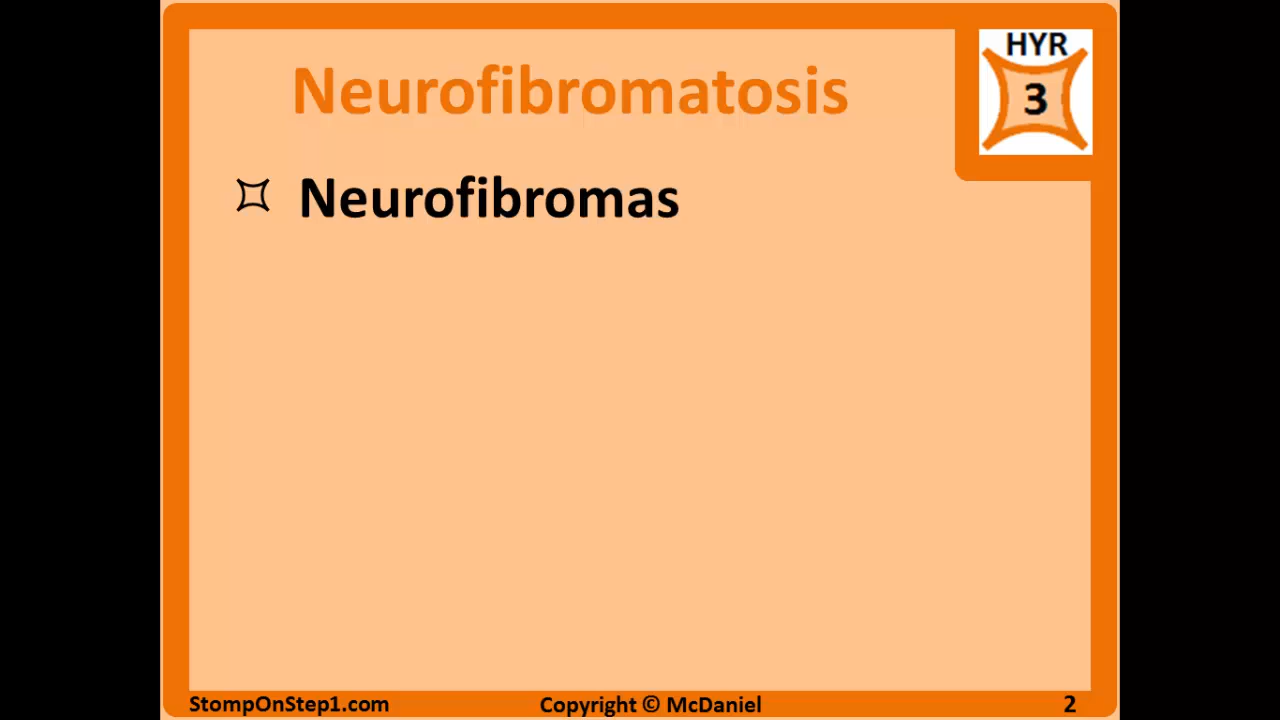 Neurofibromatosis
HYR
3
Neurofibromas
StompOnStep1.com
Copyright © McDaniel
2